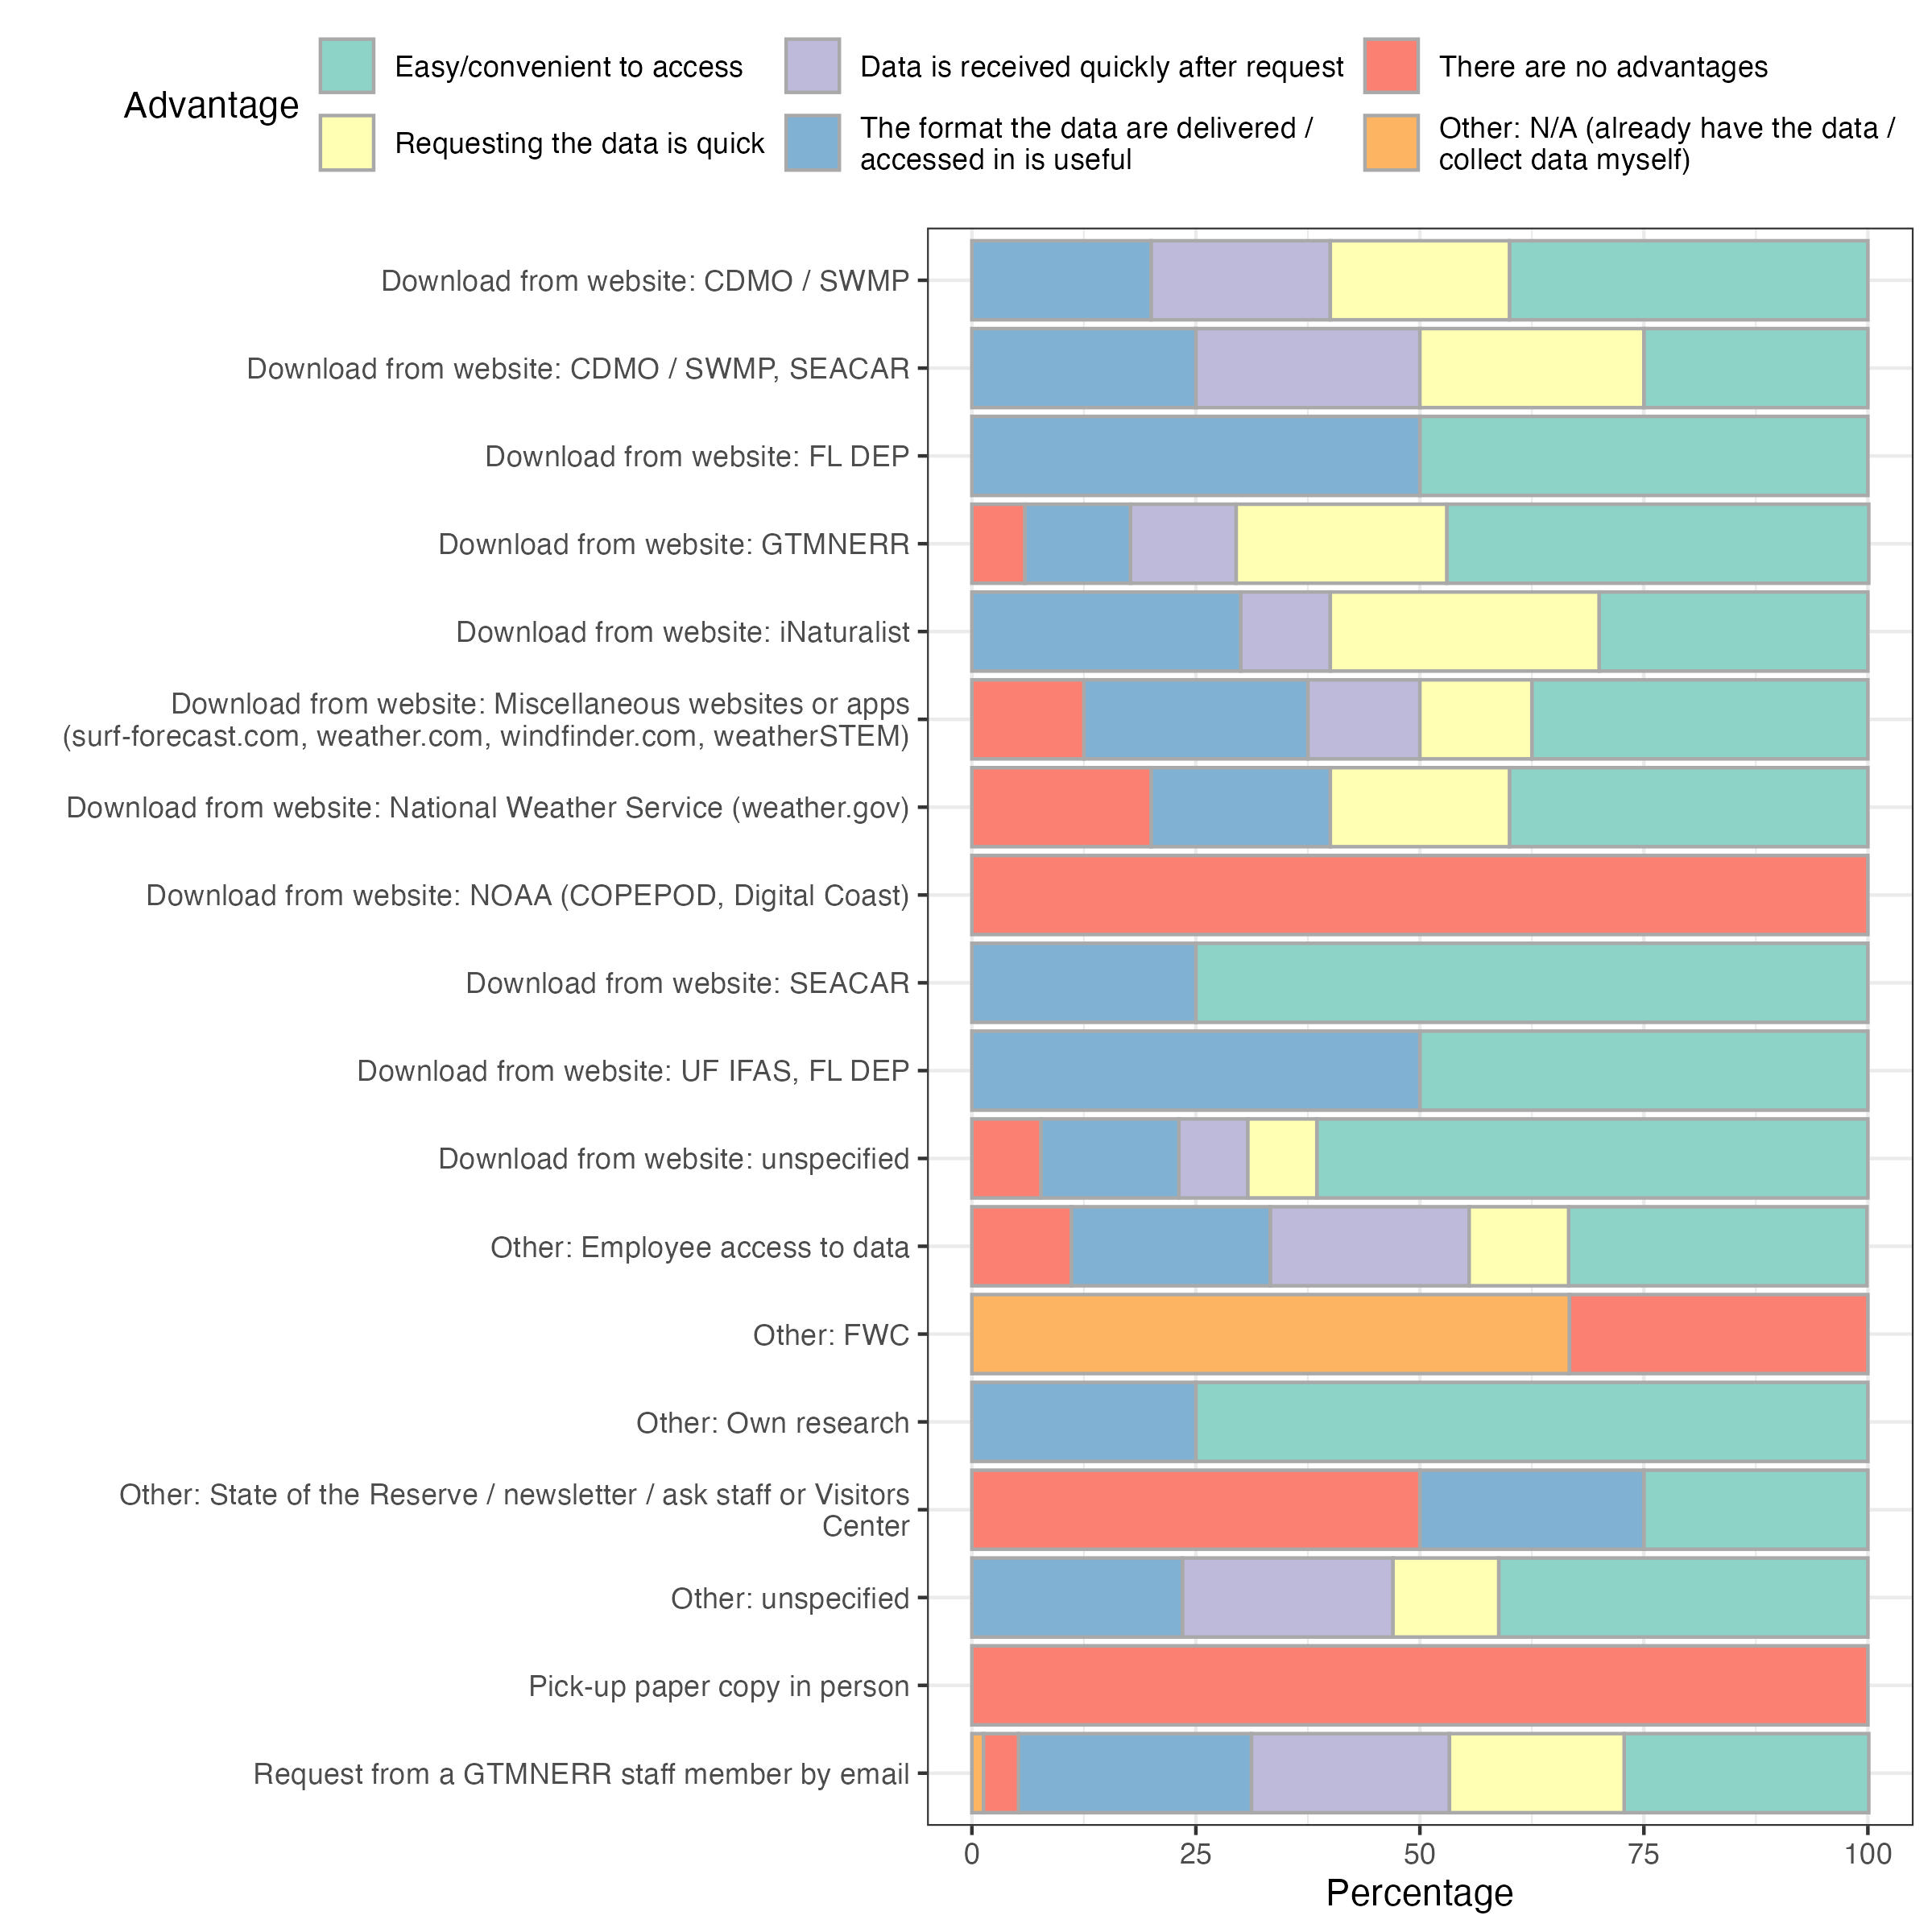 Advantage
Easy/convenient to access
Data is received quickly after request
There are no advantages
Requesting the data is quick
The format the data are delivered /
accessed in is useful
Other: N/A (already have the data /
collect data myself)
Download from website: CDMO / SWMP
Download from website: CDMO / SWMP, SEACAR
Download from website: FL DEP
Download from website: GTMNERR
Download from website: iNaturalist
Download from website: Miscellaneous websites or apps
(surf-forecast.com, weather.com, windfinder.com, weatherSTEM)
Download from website: National Weather Service (weather.gov)
Download from website: NOAA (COPEPOD, Digital Coast)
Download from website: SEACAR
Download from website: UF IFAS, FL DEP
Download from website: unspecified
Other: Employee access to data
Other: FWC
Other: Own research
Other: State of the Reserve / newsletter / ask staff or Visitors
Center
Other: unspecified
Pick-up paper copy in person
Request from a GTMNERR staff member by email
0 25 50 75 100
Percentage